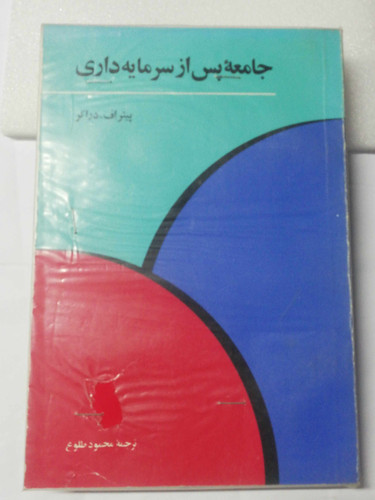 جامعهٔ پس از سرمایه‌داری
پیتر اف. دراکر
ترجمهٔ محمود طلوع